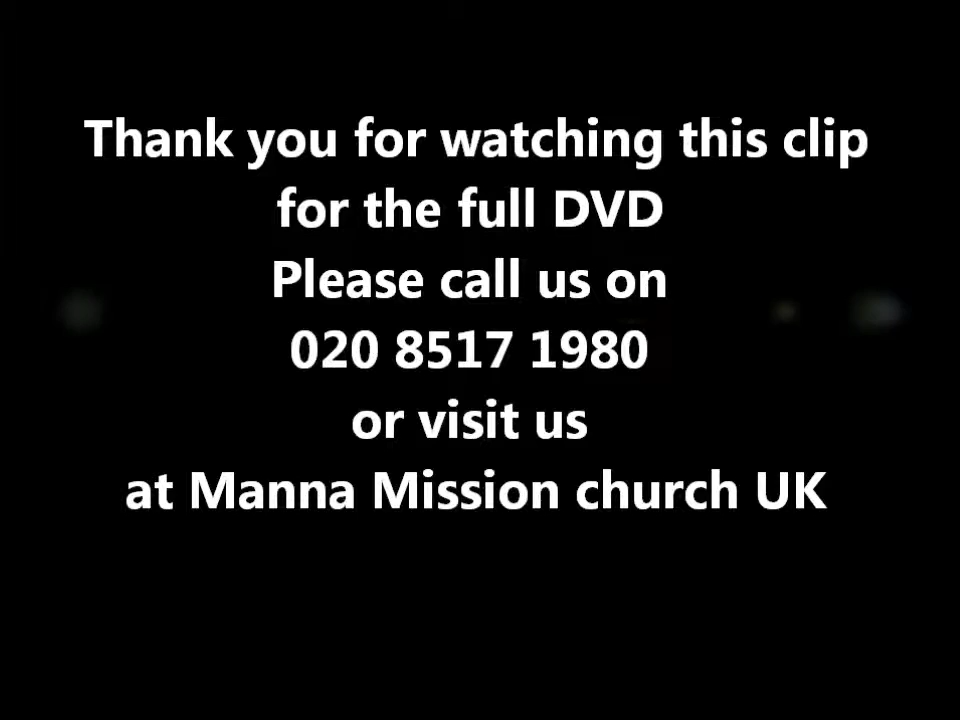 Thank you for watching this clip
for the full DVD
Please call us on
020 8517 1980
or visit us
at Manna Mission church UK